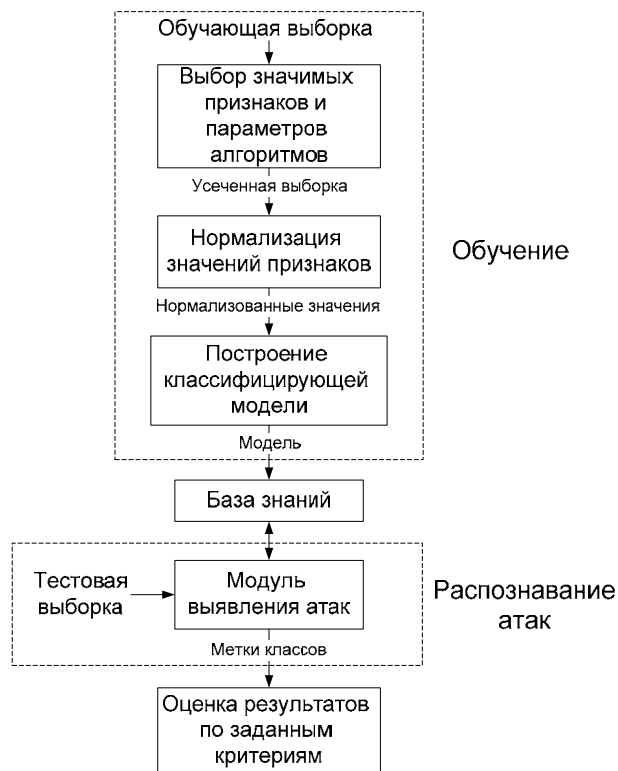 Обучающая выборка
Выбор значимых
признаков и
параметров
алгоритмов
Усеченная выборка
Нормализация
значений признаков
Обучение
Нормализованные значения
Построение
классифицирующей
модели
Модель
База знаний
Тестовая
выборка
Модуль
выявления атак
Распознавание
атак
Метки классов
Оценка результатов
по заданным
критериям